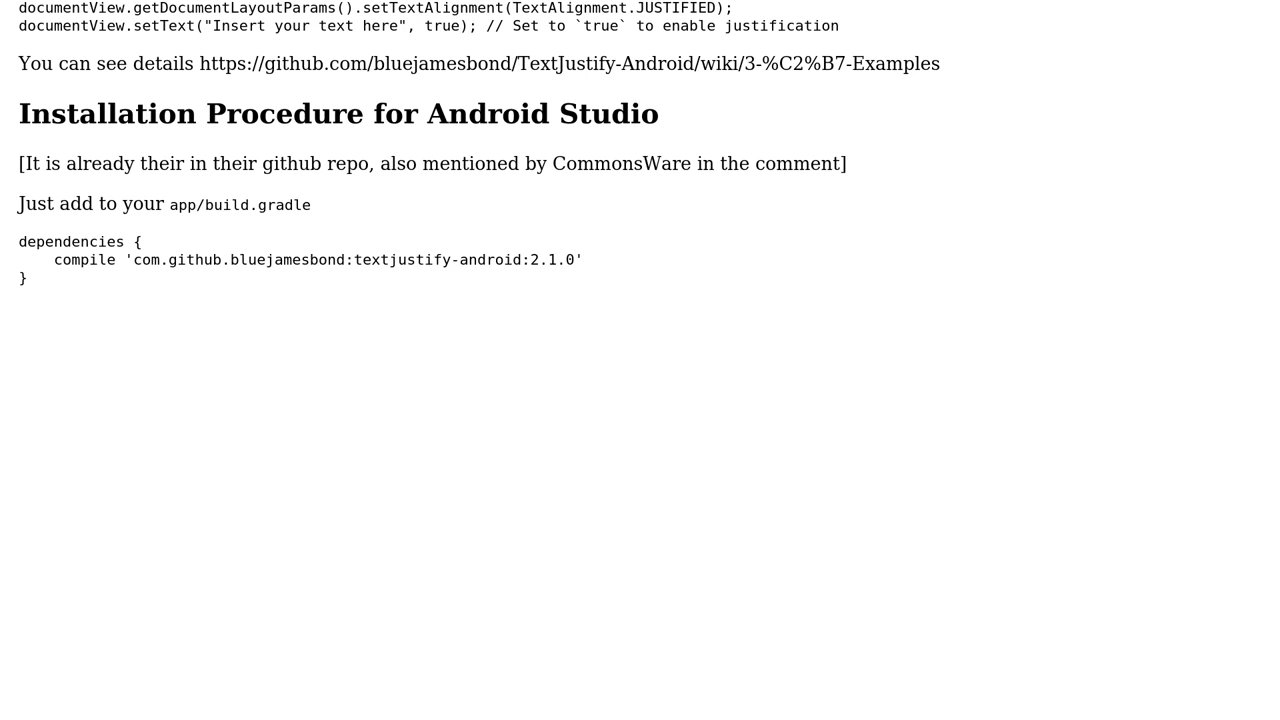 documentView.getDocumentLayoutParams().setTextAlignment(TextAlignment.JUSTIFIED);
documentView.setText("Insert your text here", true); // Set to `true` to enable justification
You can see details https://github.com/bluejamesbond/TextJustify-Android/wiki/3-%C2%B7-Examples
Installation Procedure for Android Studio
[It is already their in their github repo, also mentioned by CommonsWare in the comment]
Just add to your app/build.gradle
dependencies {
    compile 'com.github.bluejamesbond:textjustify-android:2.1.0'
}